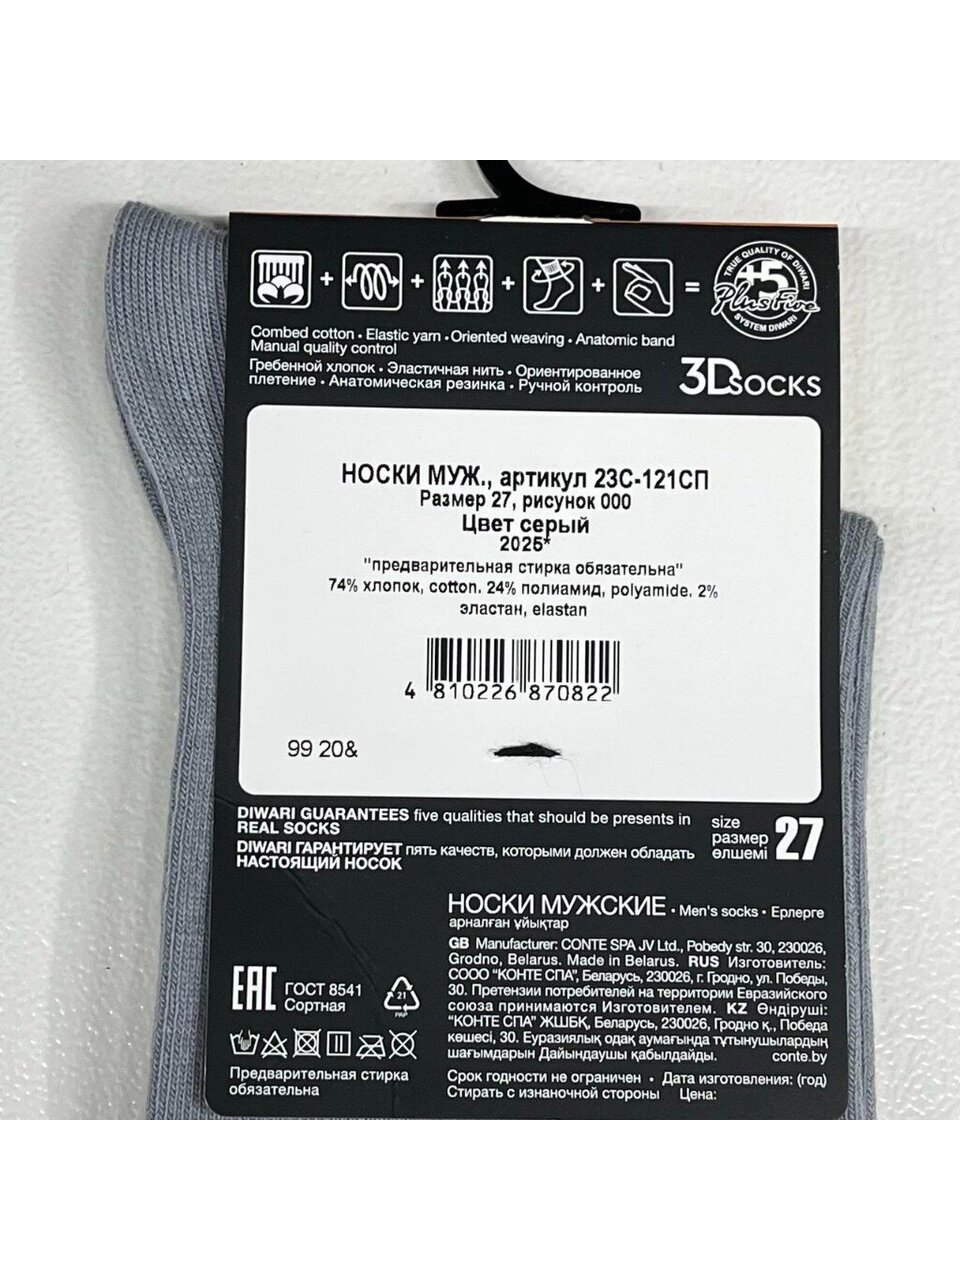 TRUE QUALITY OF DIWARI
+5
Plus Five
SYSTEM DIWARI
+ + + + =
Combed cotton • Elastic yarn • Oriented weaving • Anatomic band
Manual quality control
Гребенной хлопок • Эластичная нить • Ориентированное
плетение • Анатомическая резинка • Ручной контроль
3DSOCKS
НОСКИ МУЖ., артикул 23С-121СП
Размер 27, рисунок 000
Цвет серый
2025*
"предварительная стирка обязательна"
74% хлопок, cotton. 24% полиамид, polyamide. 2%
эластан, elastan
4 810226 870822
99 20&
DIWARI GUARANTEES five qualities that should be presents in
REAL SOCKS
DIWARI ГАРАНТИРУЕТ пять качеств, которыми должен обладать
НАСТОЯЩИЙ НОСОК
size
размер
өлшемі
27
НОСКИ МУЖСКИЕ • Men's socks • Ерлерге
арналған ұйықтар
GB Manufacturer: CONTE SPA JV Ltd., Pobedy str. 30, 230026,
Grodno, Belarus. Made in Belarus. RUS Изготовитель:
СООО "КОНТЕ СПА", Беларусь, 230026, г. Гродно, ул. Победы,
30. Претензии потребителей на территории Евразийского
союза принимаются Изготовителем. KZ Өндіруші:
"КОНТЕ СПА" ЖШБҚ, Беларусь, 230026, Гродно қ., Победа
көшесі, 30. Еуразиялық одақ аумағында тұтынушылардың
шағымдарын Дайындаушы қабылдайды. conte.by
EAC
ГОСТ 8541
Сортная
21
PAP
Предварительная стирка
обязательна
Срок годности не ограничен • Дата изготовления: (год)
Стирать с изнаночной стороны Цена: